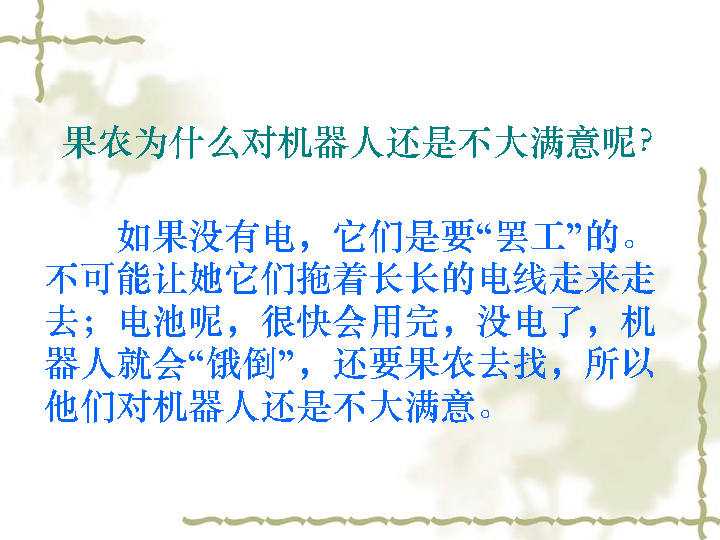 果农为什么对机器人还是不大满意呢?
如果没有电，它们是要“罢工”的。
不可能让她它们拖着长长的电线走来走
去；电池呢，很快会用完，没电了，机
器人就会“饿倒”，还要果农去找，所以
他们对机器人还是不大满意。